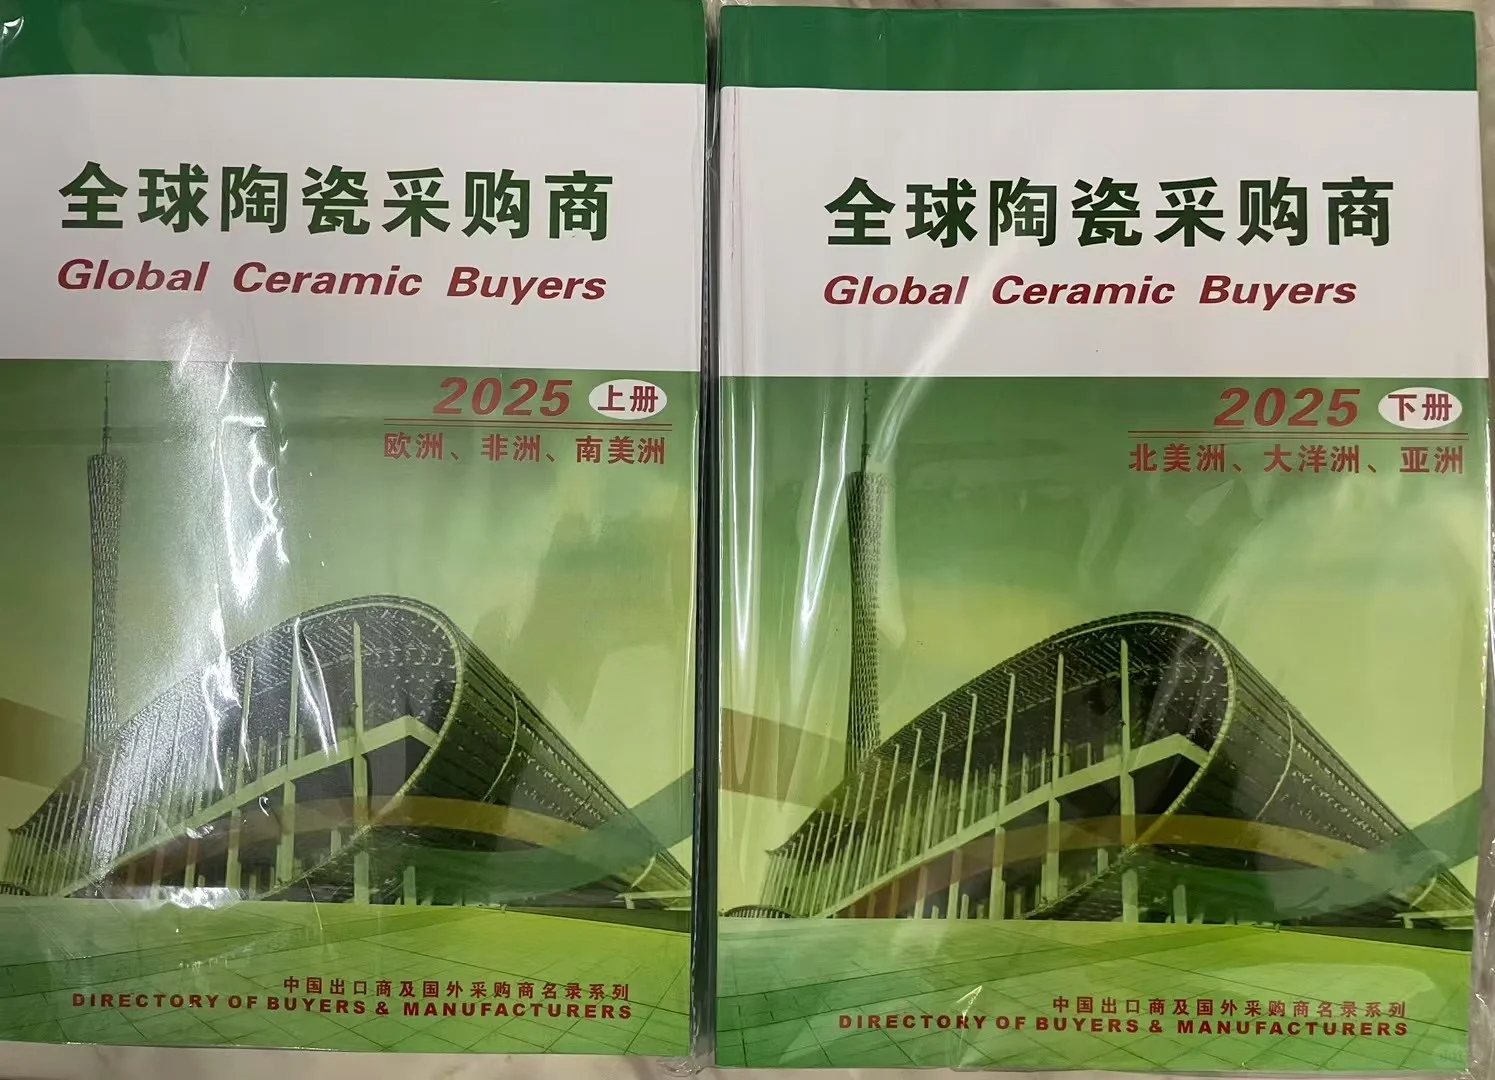 全球陶瓷采购商
Global Ceramic Buyers
2025 上册
欧洲、非洲、南美洲
中国出口商及国外采购商名录系列
DIRECTORY OF BUYERS & MANUFACTURERS
全球陶瓷采购商
Global Ceramic Buyers
2025 下册
北美洲、大洋洲、亚洲
中国出口商及国外采购商名录系列
DIRECTORY OF BUYERS & MANUFACTURERS